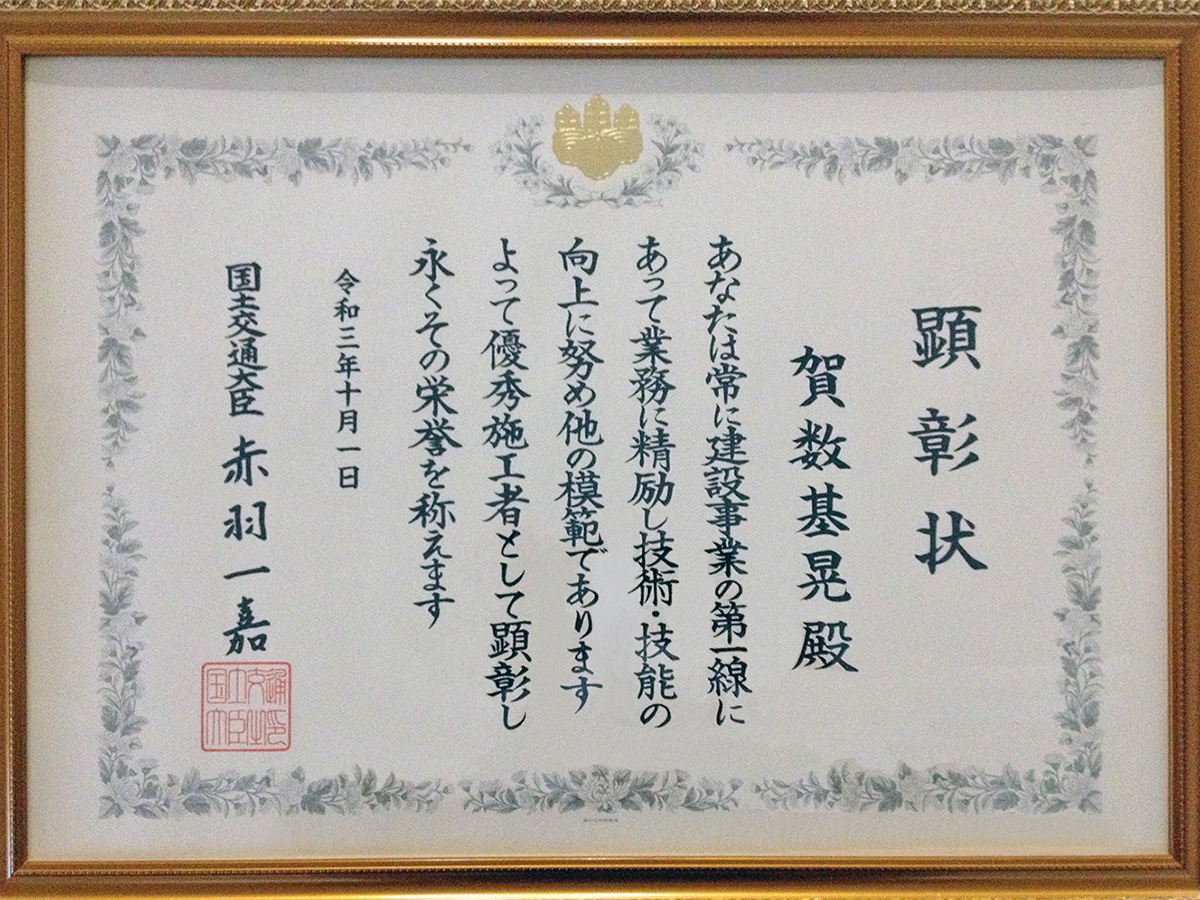 顕彰状
賀数基晃殿
あなたは常に建設事業の第一線に
あって業務に精励し技術・技能の
向上に努め他の模範であります
よって優秀施工者として顕彰し
永くその栄誉を称えます
令和三年十月一日
国土交通大臣 赤羽一嘉